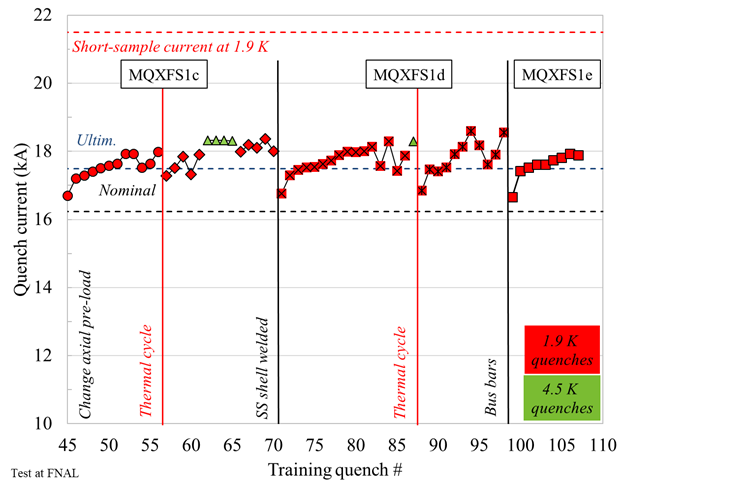 22
20
18
16
14
12
10
Quench current (kA)
Short-sample current at 1.9 K
MQXFS1c
MQXFS1d
MQXFS1e
Ultim.
Nominal
Change axial pre-load
Thermal cycle
SS shell welded
Thermal cycle
Bus bars
1.9 K
quenches
4.5 K
quenches
45 50 55 60 65 70 75 80 85 90 95 100 105 110
Training quench #
Test at FNAL